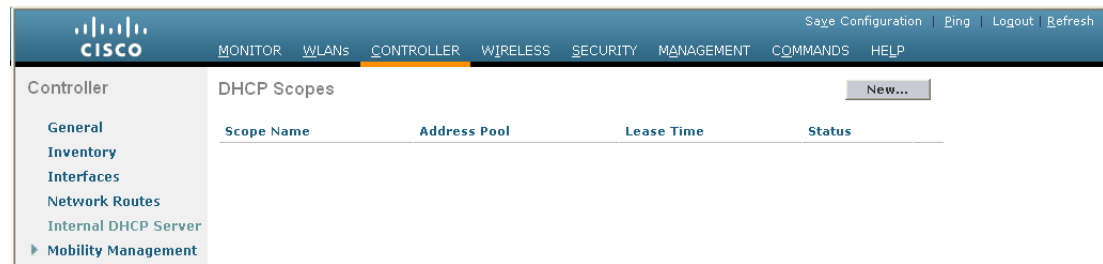 Save Configuration | Ping | Logout | Refresh
CISCO
MONITOR WLANs CONTROLLER WIRELESS SECURITY MANAGEMENT COMMANDS HELP
Controller
General
Inventory
Interfaces
Network Routes
Internal DHCP Server
Mobility Management
DHCP Scopes
New...
Scope Name Address Pool Lease Time Status